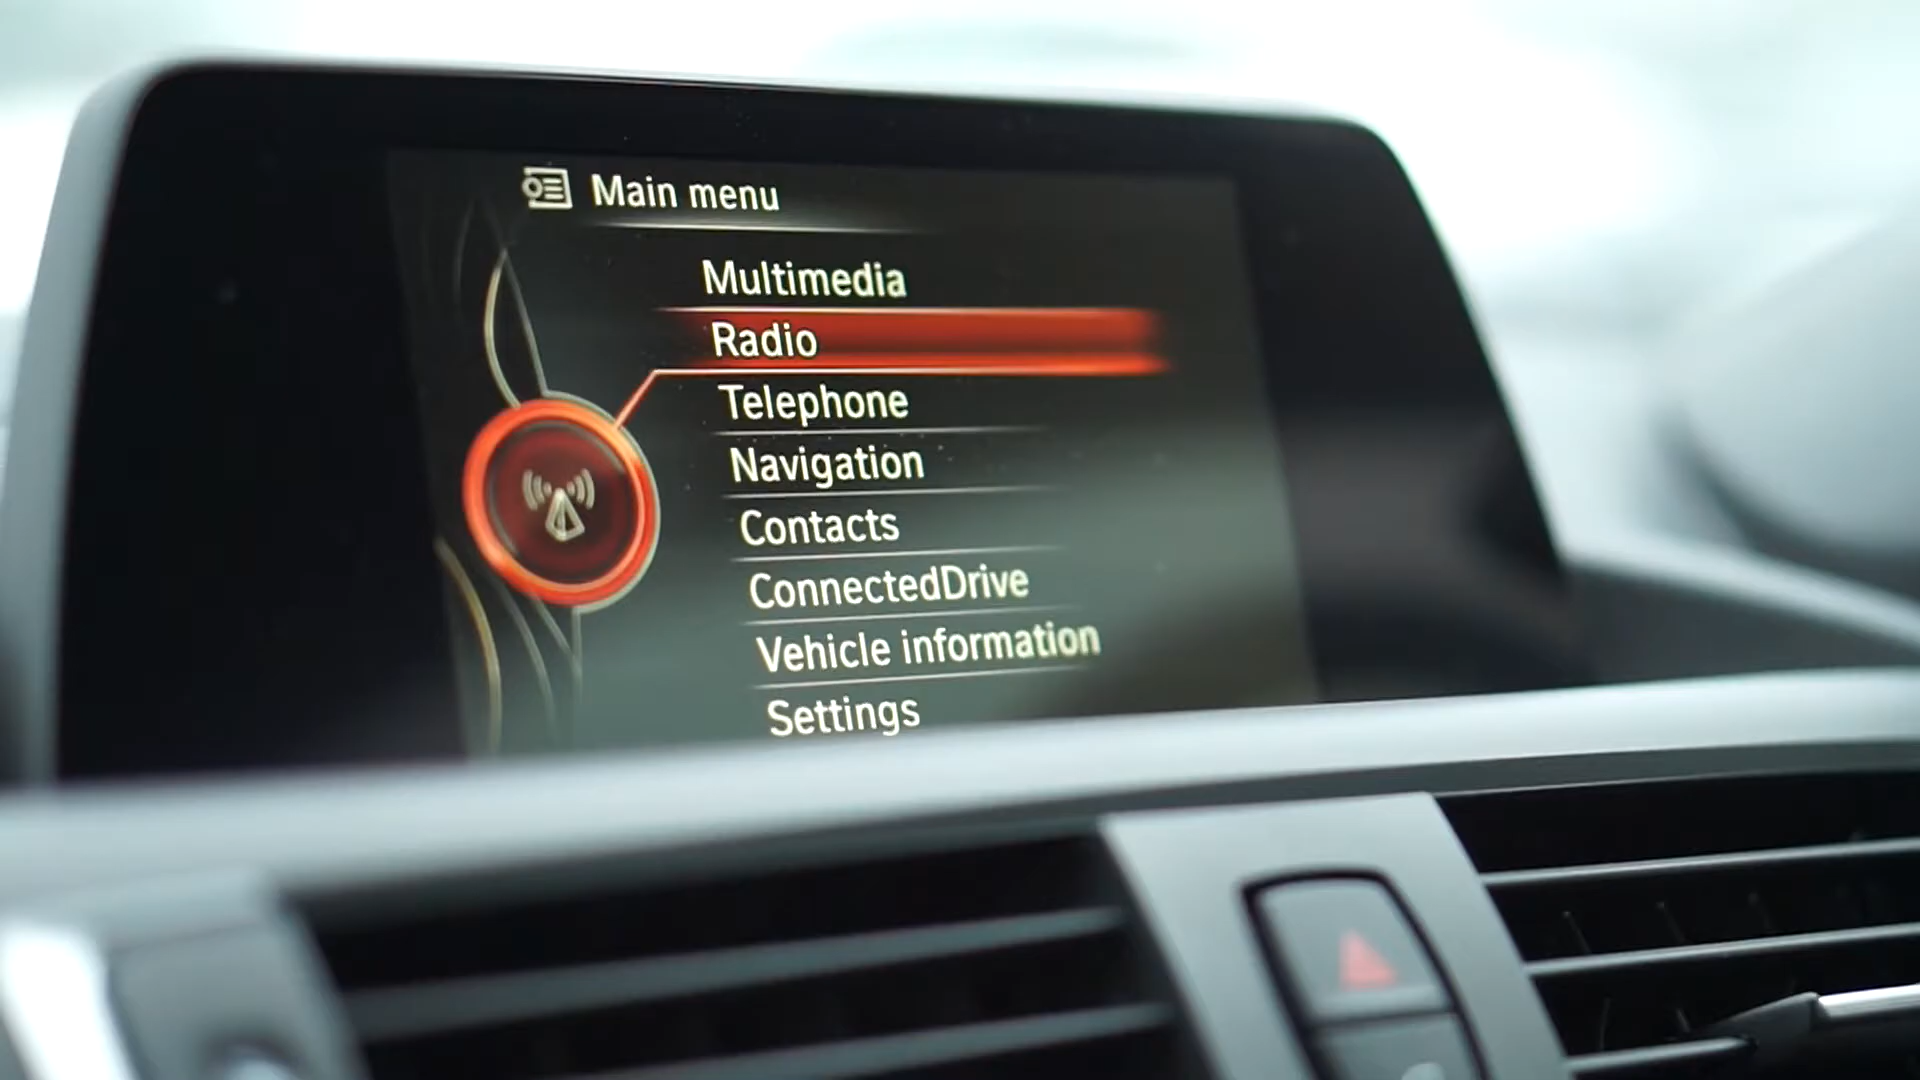 Main menu
Multimedia
Radio
Telephone
Navigation
Contacts
ConnectedDrive
Vehicle information
Settings